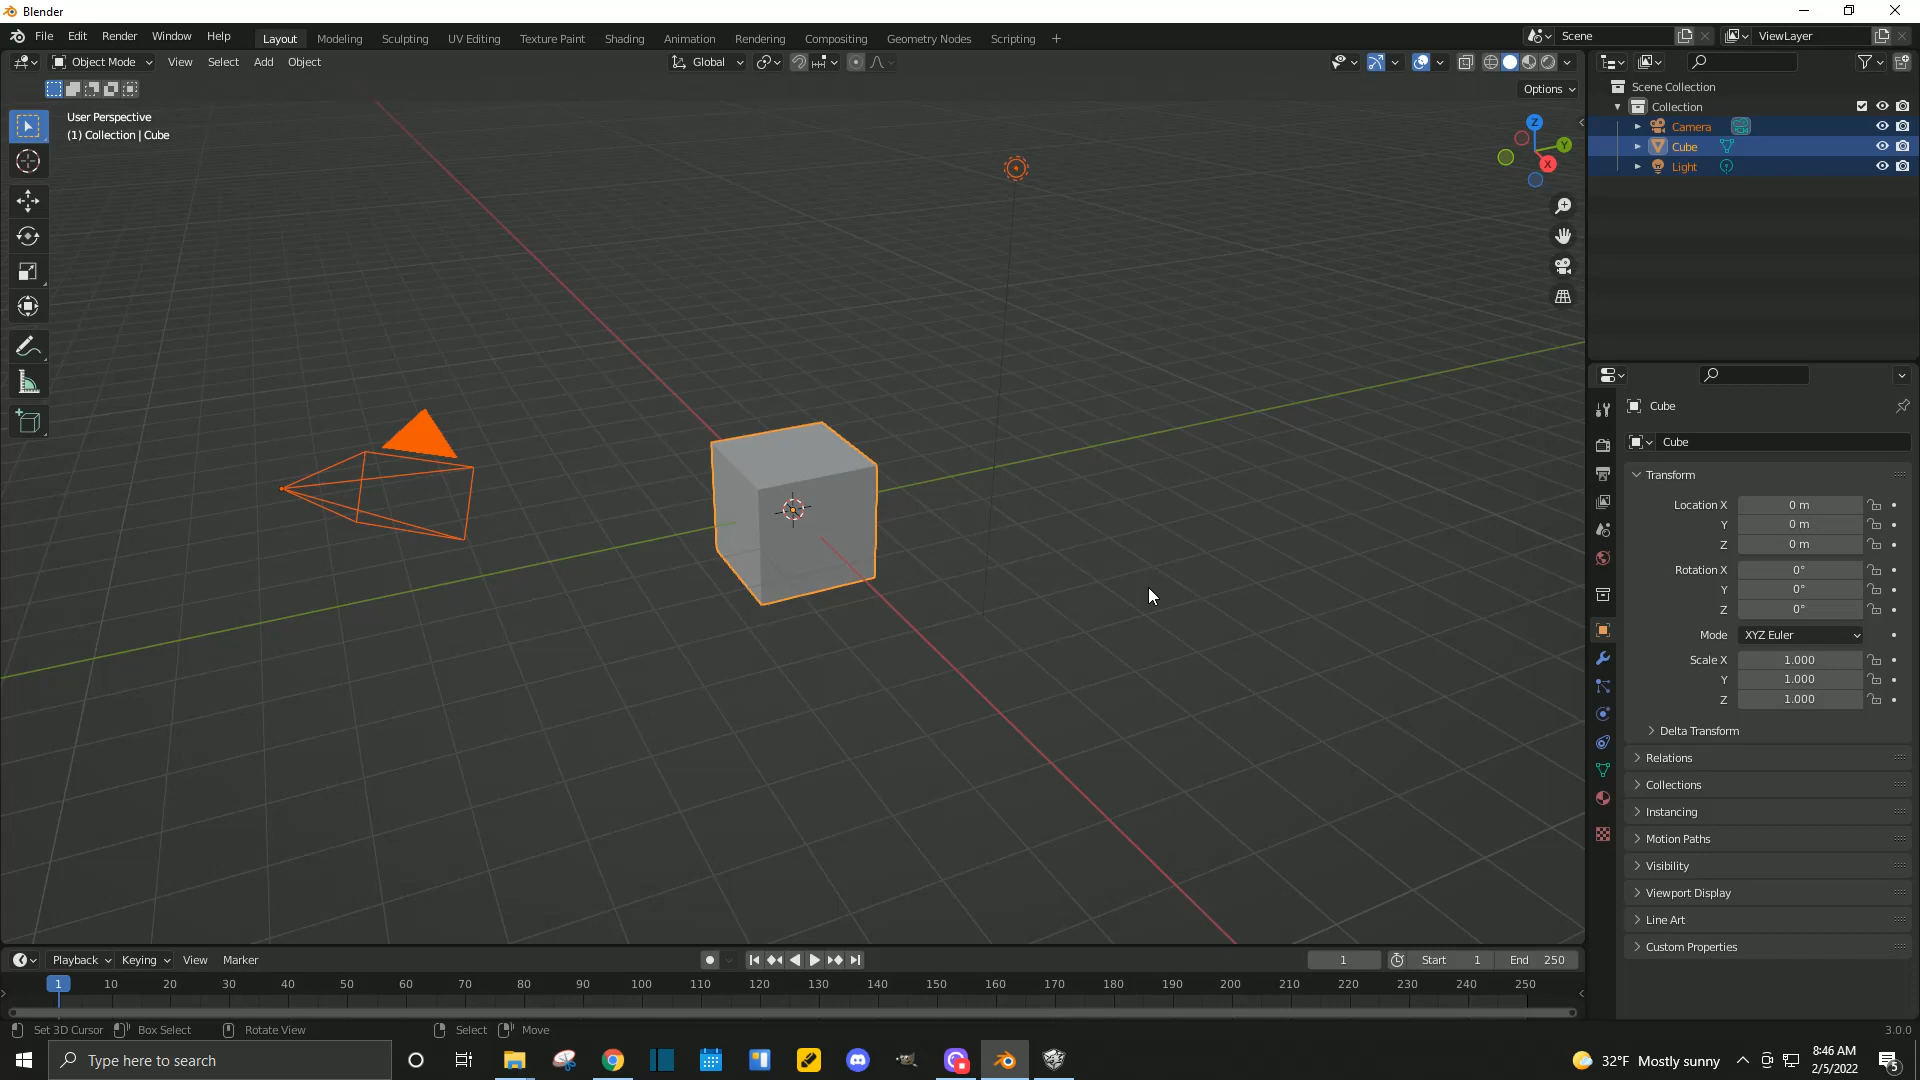 Blender
File Edit Render Window Help Layout Modeling Sculpting UV Editing Texture Paint Shading Animation Rendering Compositing Geometry Nodes Scripting + Scene ViewLayer
Object Mode View Select Add Object Global
Options
User Perspective
(1) Collection | Cube
Z
Y
X
Scene Collection
Collection
Camera
Cube
Light
Cube
Cube
Transform
Location X 0 m
Y 0 m
Z 0 m
Rotation X 0°
Y 0°
Z 0°
Mode XYZ Euler
Scale X 1.000
Y 1.000
Z 1.000
Delta Transform
Relations
Collections
Instancing
Motion Paths
Visibility
Viewport Display
Line Art
Custom Properties
Playback Keying View Marker 1 Start 1 End 250
1 10 20 30 40 50 60 70 80 90 100 110 120 130 140 150 160 170 180 190 200 210 220 230 240 250
Set 3D Cursor Box Select Rotate View Select Move 3.0.0
Type here to search 32°F Mostly sunny 8:46 AM
2/5/2022 5